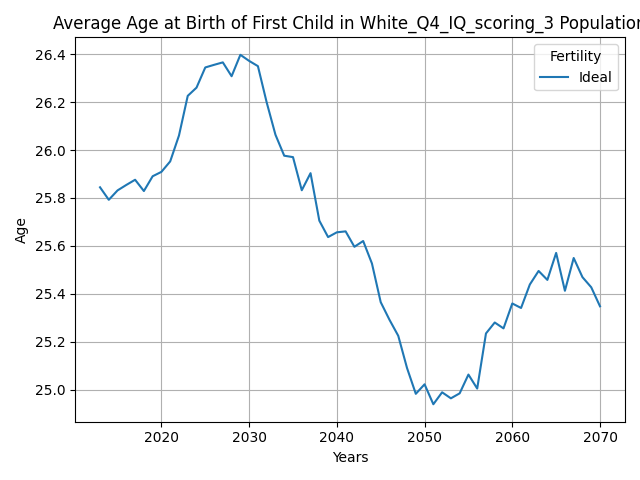 Average Age at Birth of First Child in White_Q4_IQ_scoring_3 Population
Fertility
Ideal
26.4
26.2
26.0
25.8
25.6
25.4
25.2
25.0
Age
2020 2030 2040 2050 2060 2070
Years